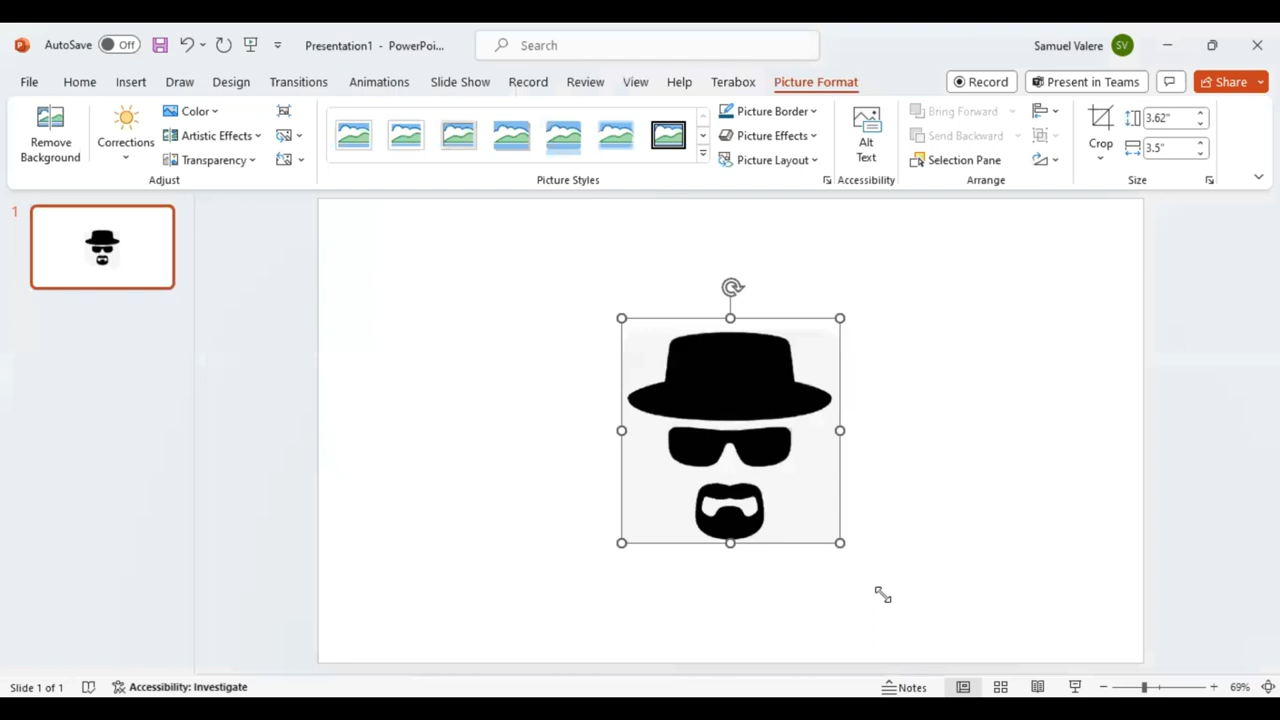 AutoSave Off Presentation1 - PowerPoi... Search Samuel Valere SV
File Home Insert Draw Design Transitions Animations Slide Show Record Review View Help Terabox Picture Format Record Present in Teams Share
Remove Background
Corrections
Color
Artistic Effects
Transparency
Adjust
Picture Border
Picture Effects
Picture Layout
Picture Styles
Alt Text
Accessibility
Bring Forward
Send Backward
Selection Pane
Arrange
Crop
3.62"
3.5"
Size
1
Slide 1 of 1 Accessibility: Investigate Notes 69%